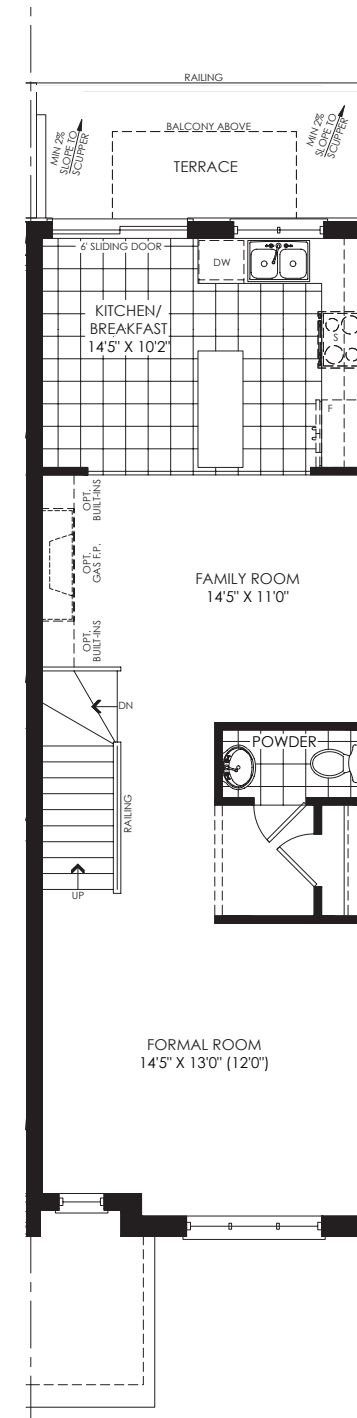 RAILING
MIN 2%
SLOPE TO
SCUPPER
MIN 2%
SLOPE TO
SCUPPER
BALCONY ABOVE
TERRACE
6' SLIDING DOOR
DW
KITCHEN/
BREAKFAST
14'5" X 10'2"
S
F
OPT.
BUILT-INS
OPT.
GAS F.P.
OPT.
BUILT-INS
FAMILY ROOM
14'5" X 11'0"
DN
POWDER
RAILING
UP
FORMAL ROOM
14'5" X 13'0" (12'0")